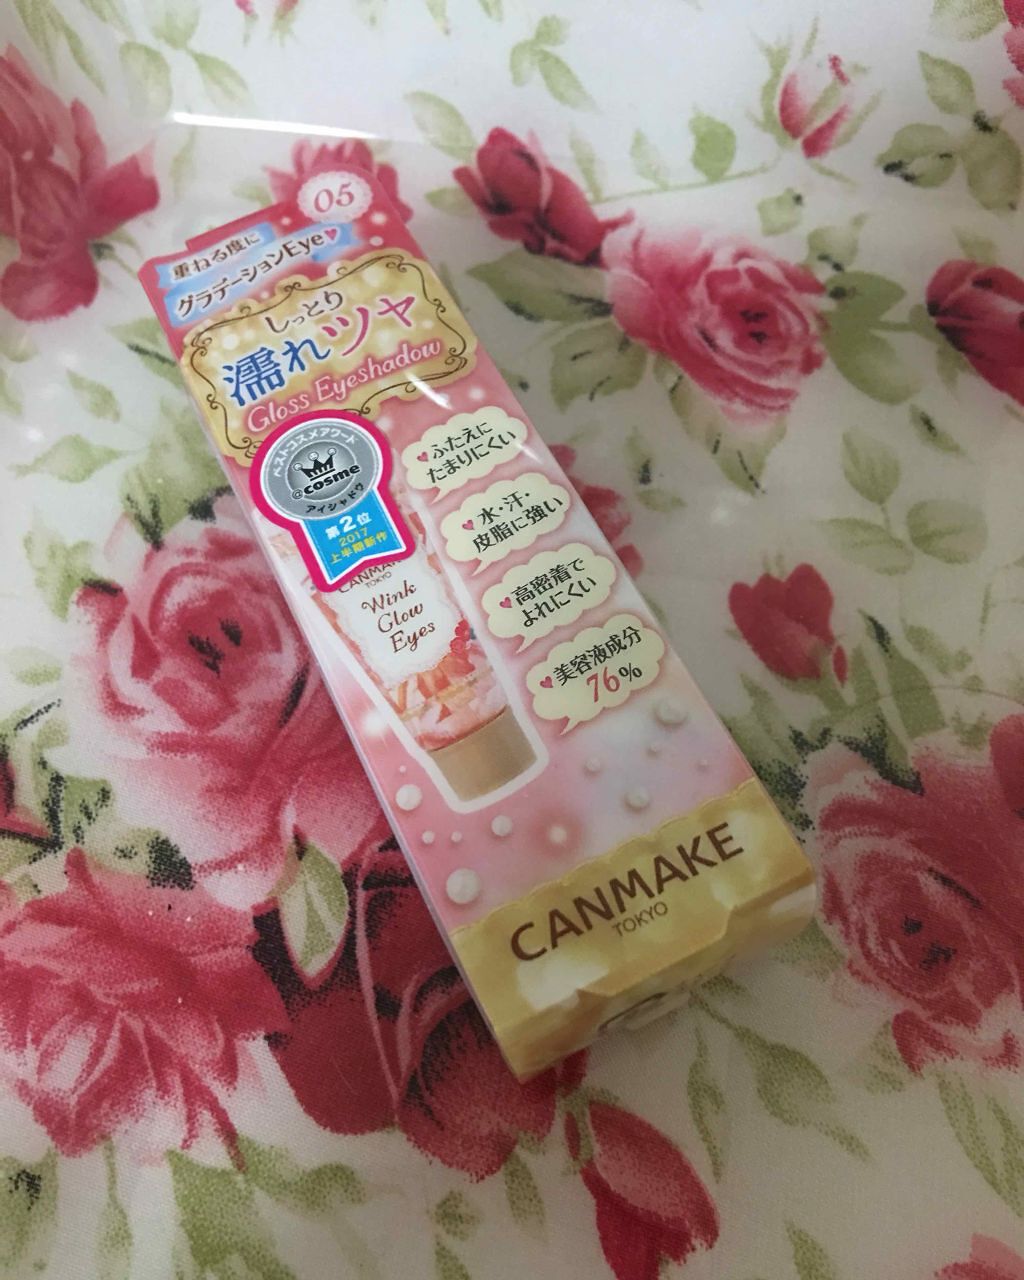 05
重ねる度に
グラデーションEye♥
しっとり
濡れツヤ
Gloss Eyeshadow
ベストコスメアワード
@cosme
アイシャドウ
第2位
2017
上半期新作
♥ふたえに
たまりにくい
♥水・汗・
皮脂に強い
♥高密着で
よれにくい
♥美容液成分
76%
CANMAKE
TOKYO
Wink
Glow
Eyes
CANMAKE
TOKYO